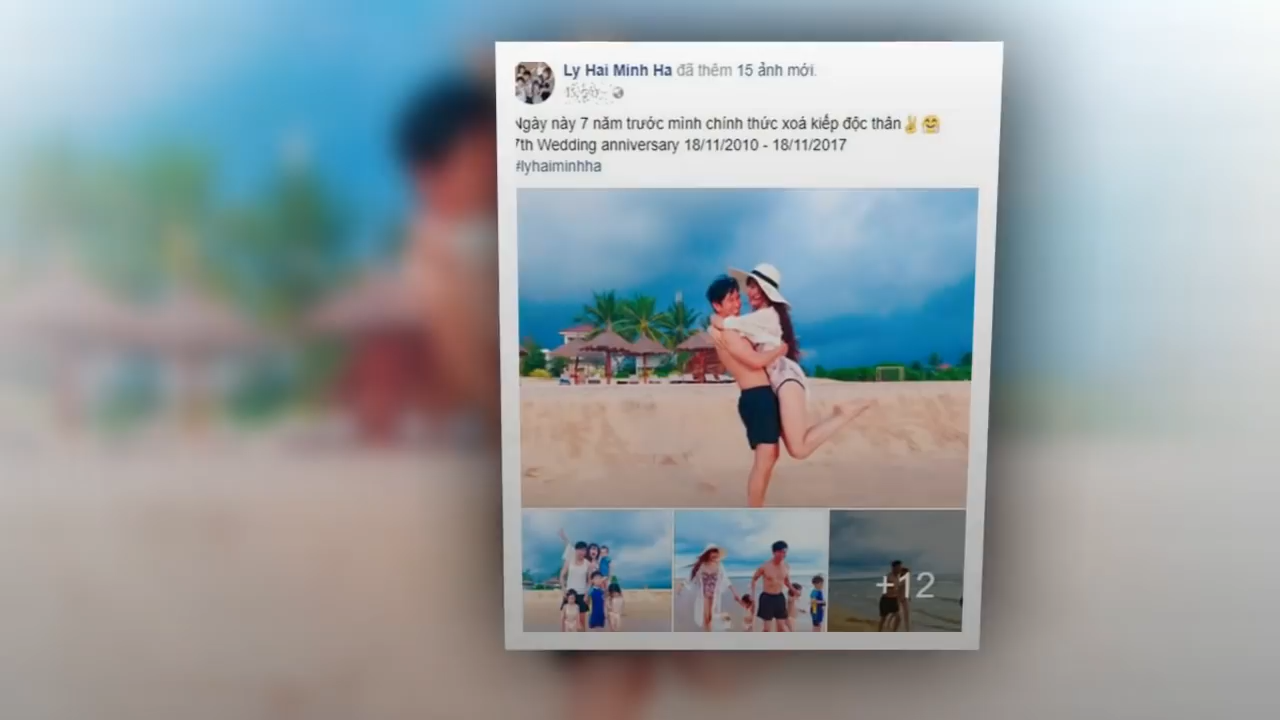 Ly Hai Minh Ha đã thêm 15 ảnh mới.
Ngày này 7 năm trước mình chính thức xoá kiếp độc thân✌️🤗
7th Wedding anniversary 18/11/2010 - 18/11/2017
#lyhaiminhha
+12